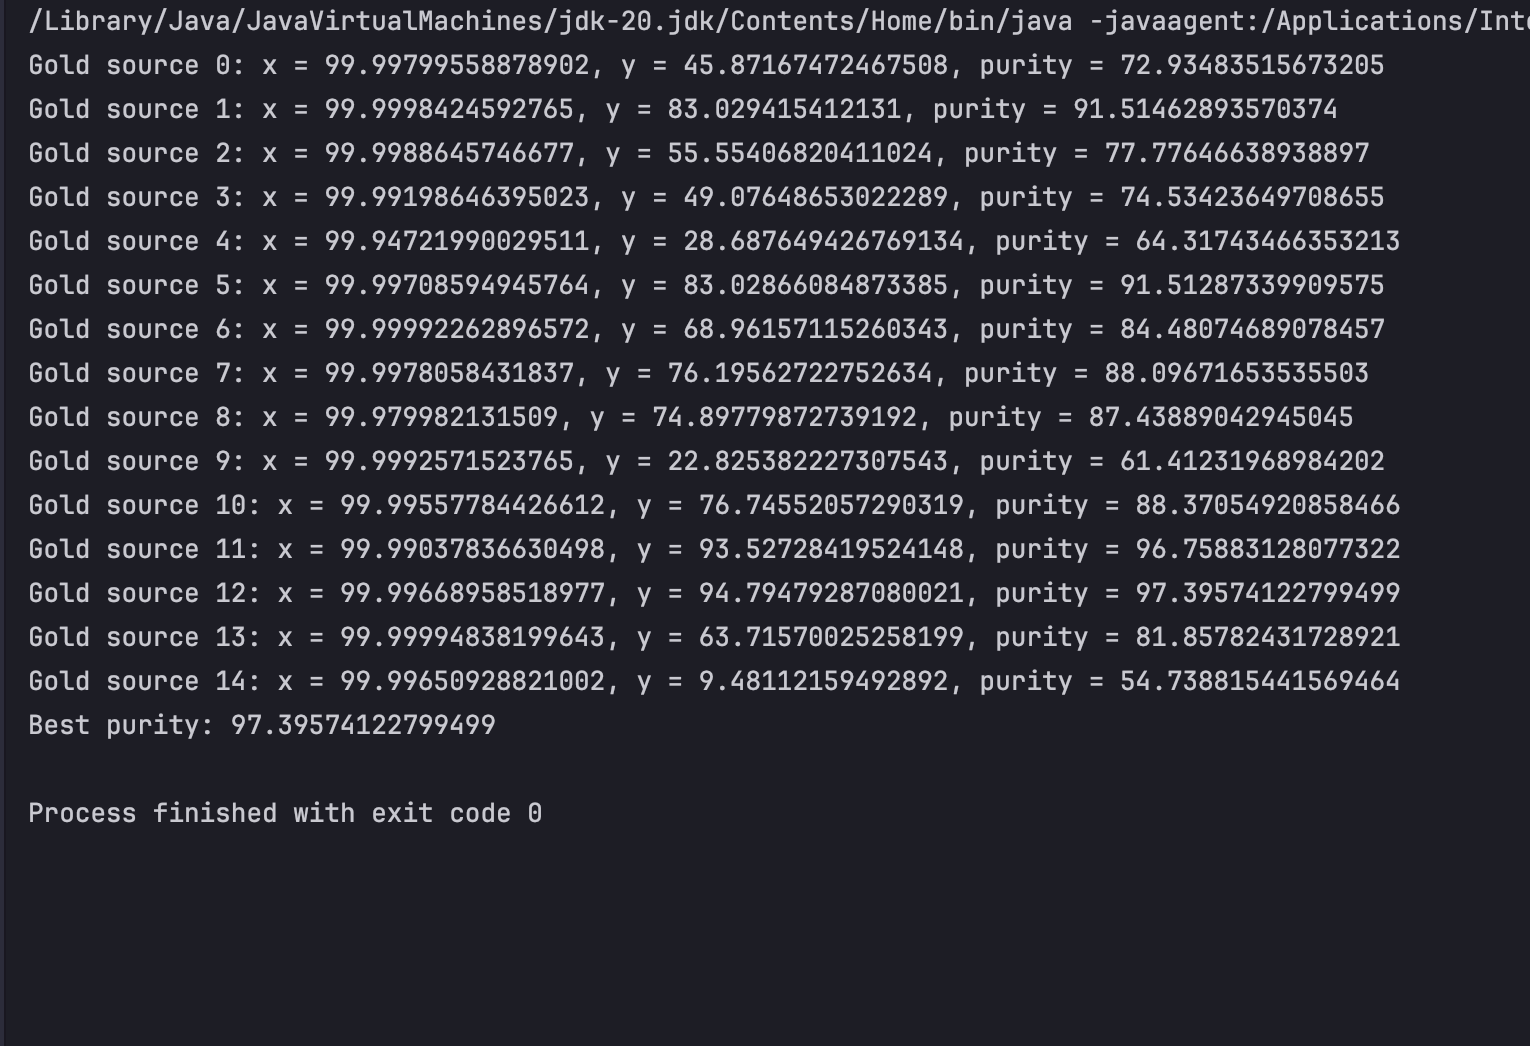 /Library/Java/JavaVirtualMachines/jdk-20.jdk/Contents/Home/bin/java -javaagent:/Applications/Inte
Gold source 0: x = 99.99799558878902, y = 45.87167472467508, purity = 72.93483515673205
Gold source 1: x = 99.9998424592765, y = 83.029415412131, purity = 91.51462893570374
Gold source 2: x = 99.9988645746677, y = 55.55406820411024, purity = 77.77646638938897
Gold source 3: x = 99.99198646395023, y = 49.07648653022289, purity = 74.53423649708655
Gold source 4: x = 99.94721990029511, y = 28.687649426769134, purity = 64.31743466353213
Gold source 5: x = 99.99708594945764, y = 83.02866084873385, purity = 91.51287339909575
Gold source 6: x = 99.99992262896572, y = 68.96157115260343, purity = 84.48074689078457
Gold source 7: x = 99.9978058431837, y = 76.19562722752634, purity = 88.09671653535503
Gold source 8: x = 99.979982131509, y = 74.89779872739192, purity = 87.43889042945045
Gold source 9: x = 99.9992571523765, y = 22.825382227307543, purity = 61.41231968984202
Gold source 10: x = 99.99557784426612, y = 76.74552057290319, purity = 88.37054920858466
Gold source 11: x = 99.99037836630498, y = 93.52728419524148, purity = 96.75883128077322
Gold source 12: x = 99.99668958518977, y = 94.79479287080021, purity = 97.39574122799499
Gold source 13: x = 99.99994838199643, y = 63.71570025258199, purity = 81.85782431728921
Gold source 14: x = 99.99650928821002, y = 9.48112159492892, purity = 54.738815441569464
Best purity: 97.39574122799499
Process finished with exit code 0